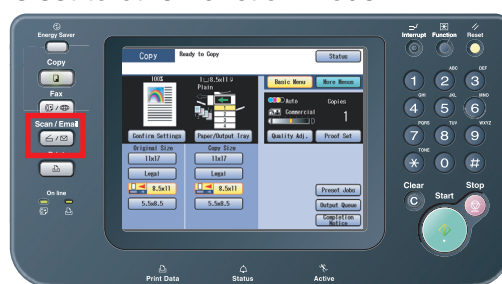 Energy Saver
Interrupt Function Reset
Copy
Fax
Scan / Email
On line
Copy Ready to Copy Status
100% 1 8.5x11
Plain
Basic Menu More Menus
Auto Copies
Commercial 1
Confirm Settings Paper/Output Tray Quality Adj. Proof Set
Original Size Copy Size
11x17 11x17
Legal Legal
8.5x11 8.5x11 Preset Jobs
5.5x8.5 5.5x8.5 Output Queue
Completion
Notice
ABC DEF
1 2 3
GHI JKL MNO
4 5 6
PQRS TUV WXYZ
7 8 9
TONE
* 0 #
Clear Start Stop
C
Print Data Status Active